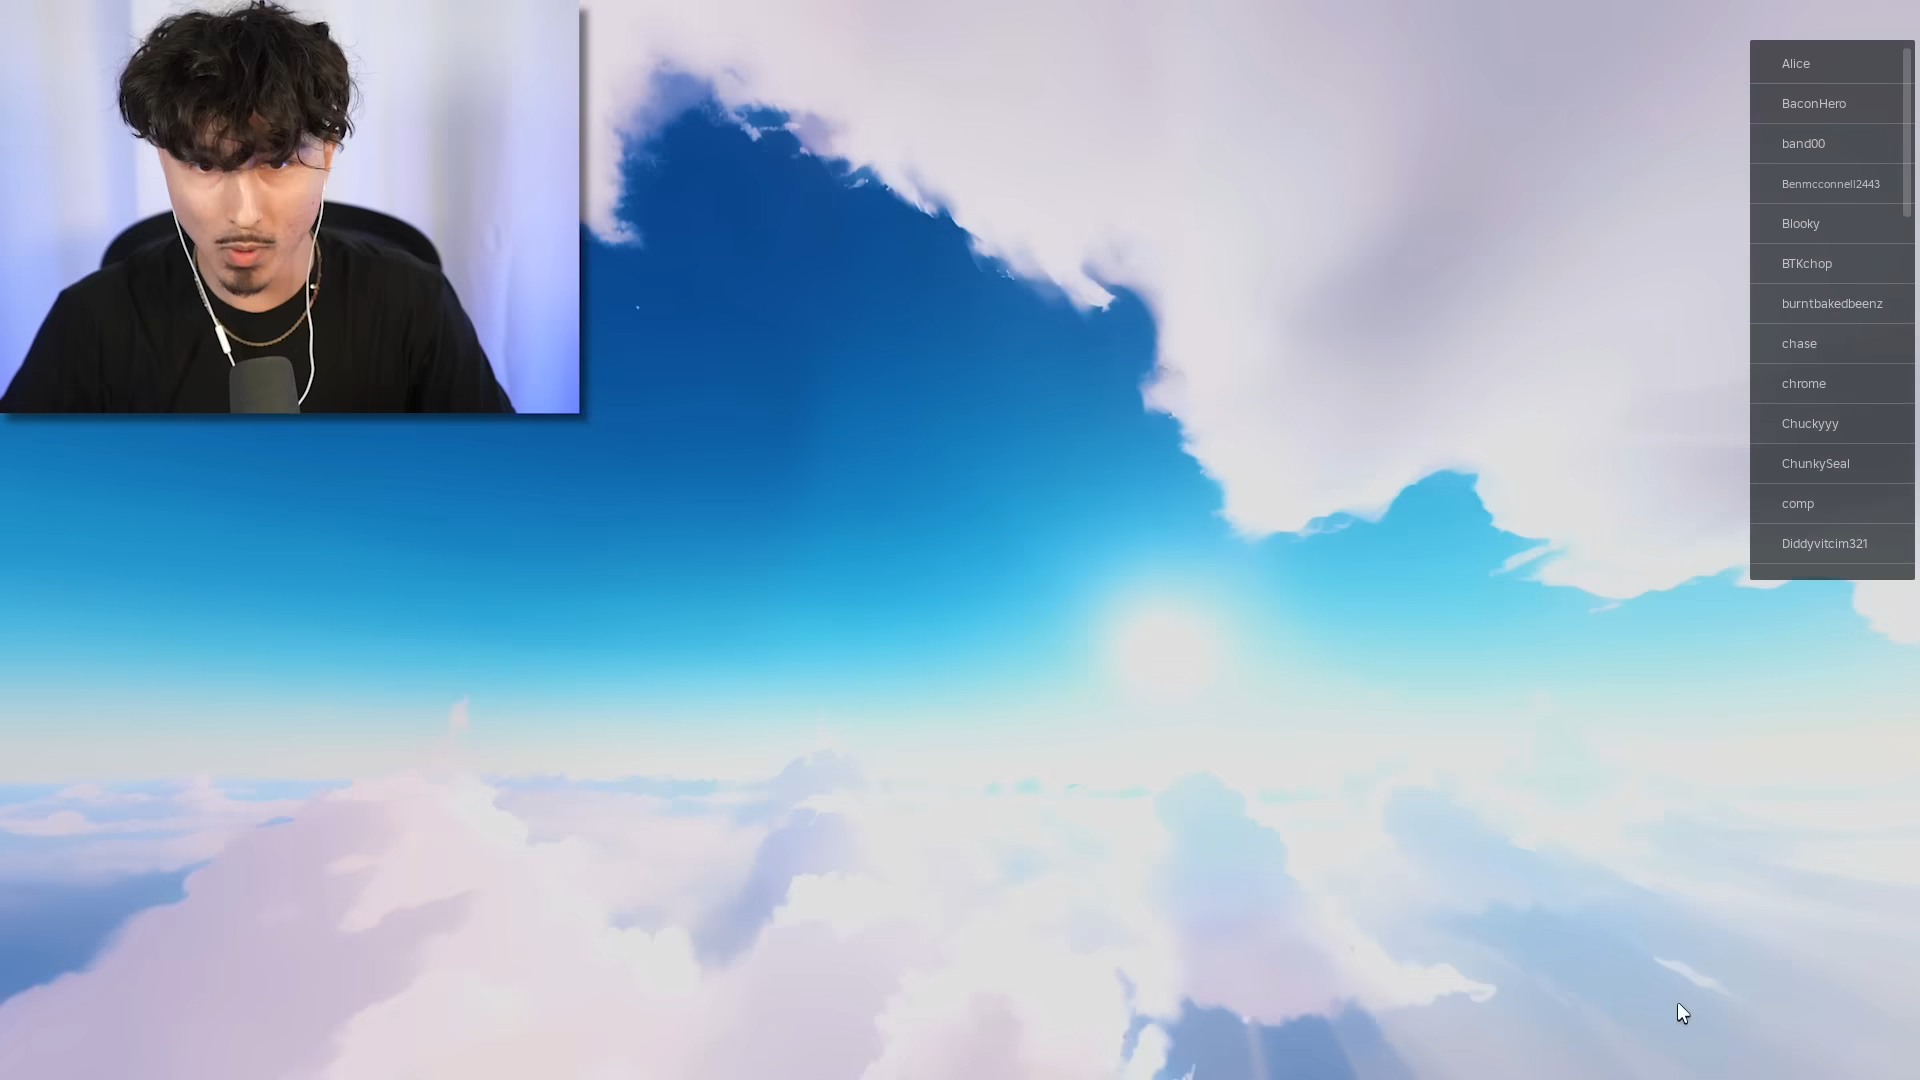 Alice
BaconHero
band00
Benmcconnell2443
Blooky
BTKchop
burntbakedbeenz
chase
chrome
Chuckyyy
ChunkySeal
comp
Diddyvitcim321